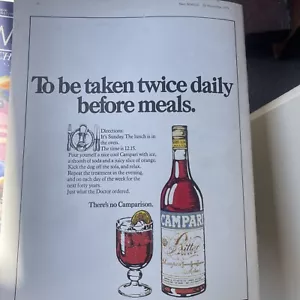 To be taken twice daily
before meals.
Directions:
It's Sunday. The lunch is in
the oven.
The time is 12.15.
Pour yourself a nice cool Campari with ice,
a slurosh of soda and a juicy slice of orange.
Kick the dog off the sofa, and relax.
Repeat the treatment in the evening,
and on each day of the week for the
next forty years.
Just what the Doctor ordered.
There's no Camparison.
CAMPARI
Bitter